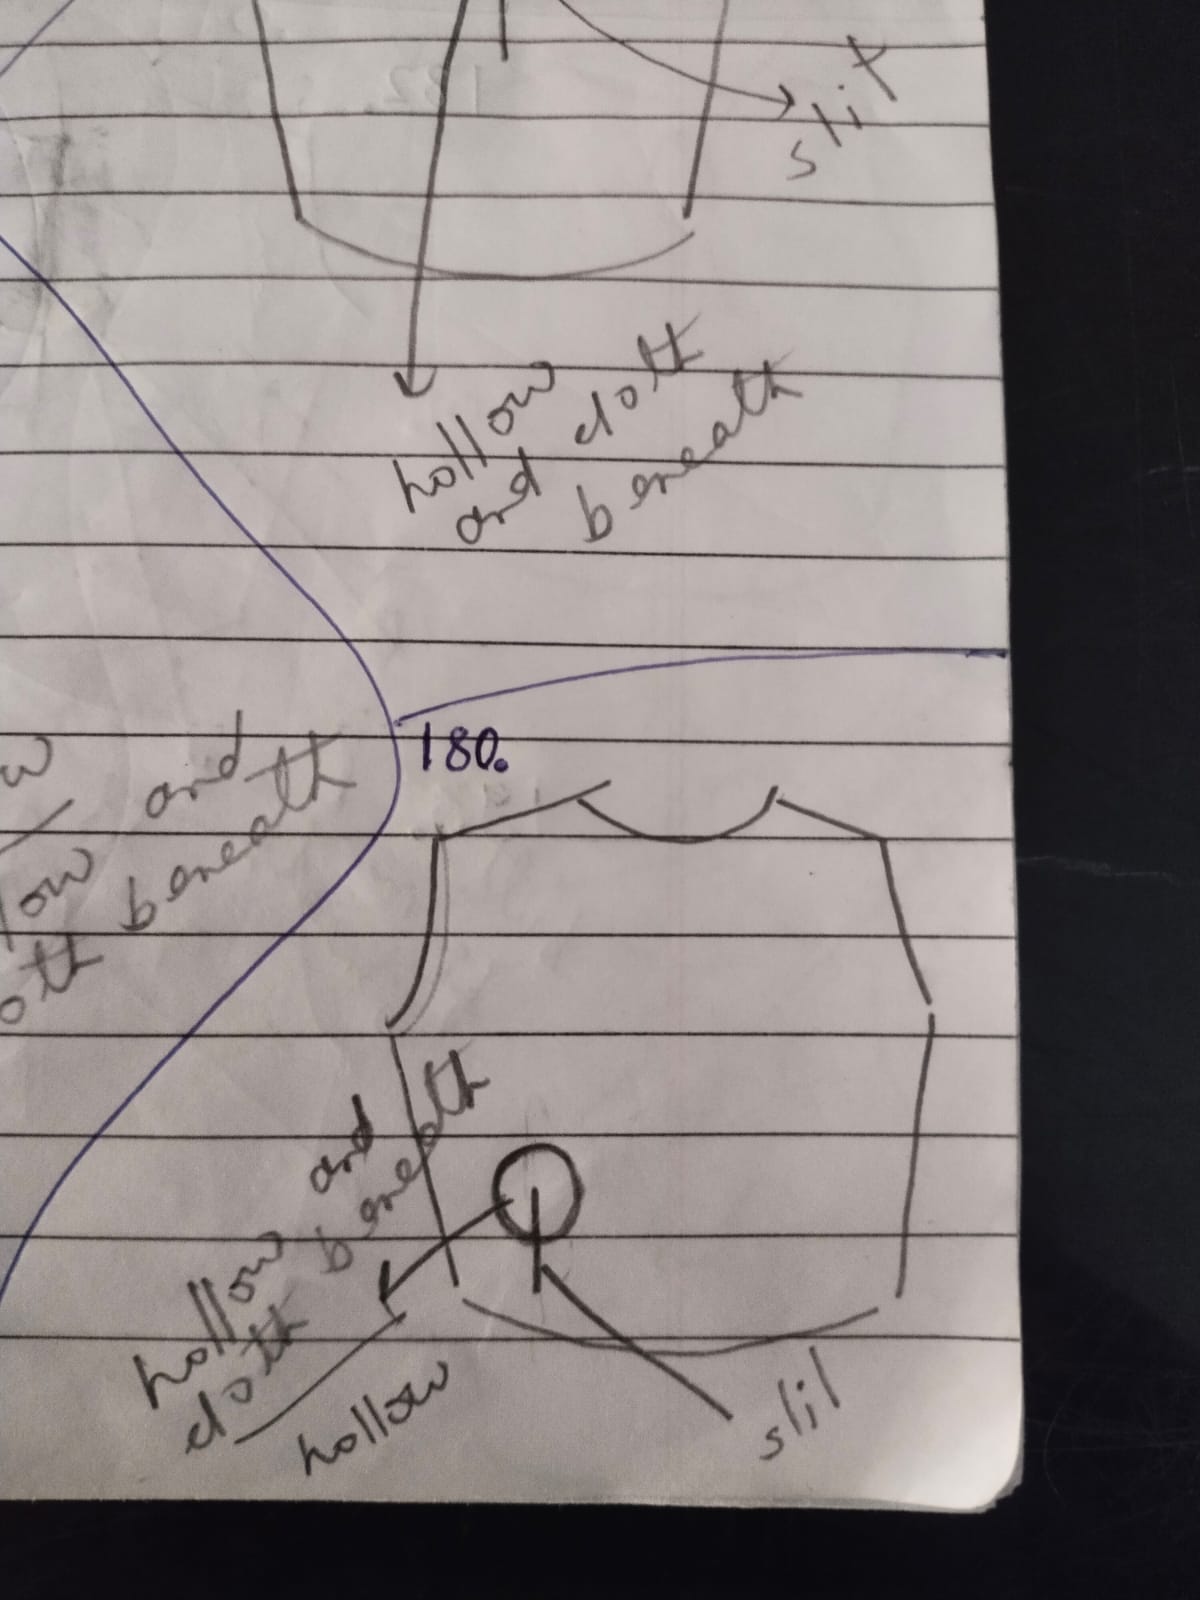 slit
hollow
and cloth
beneath
180.
and
low
beneath
oth
and
beneath
hollow
cloth
hollow
slil